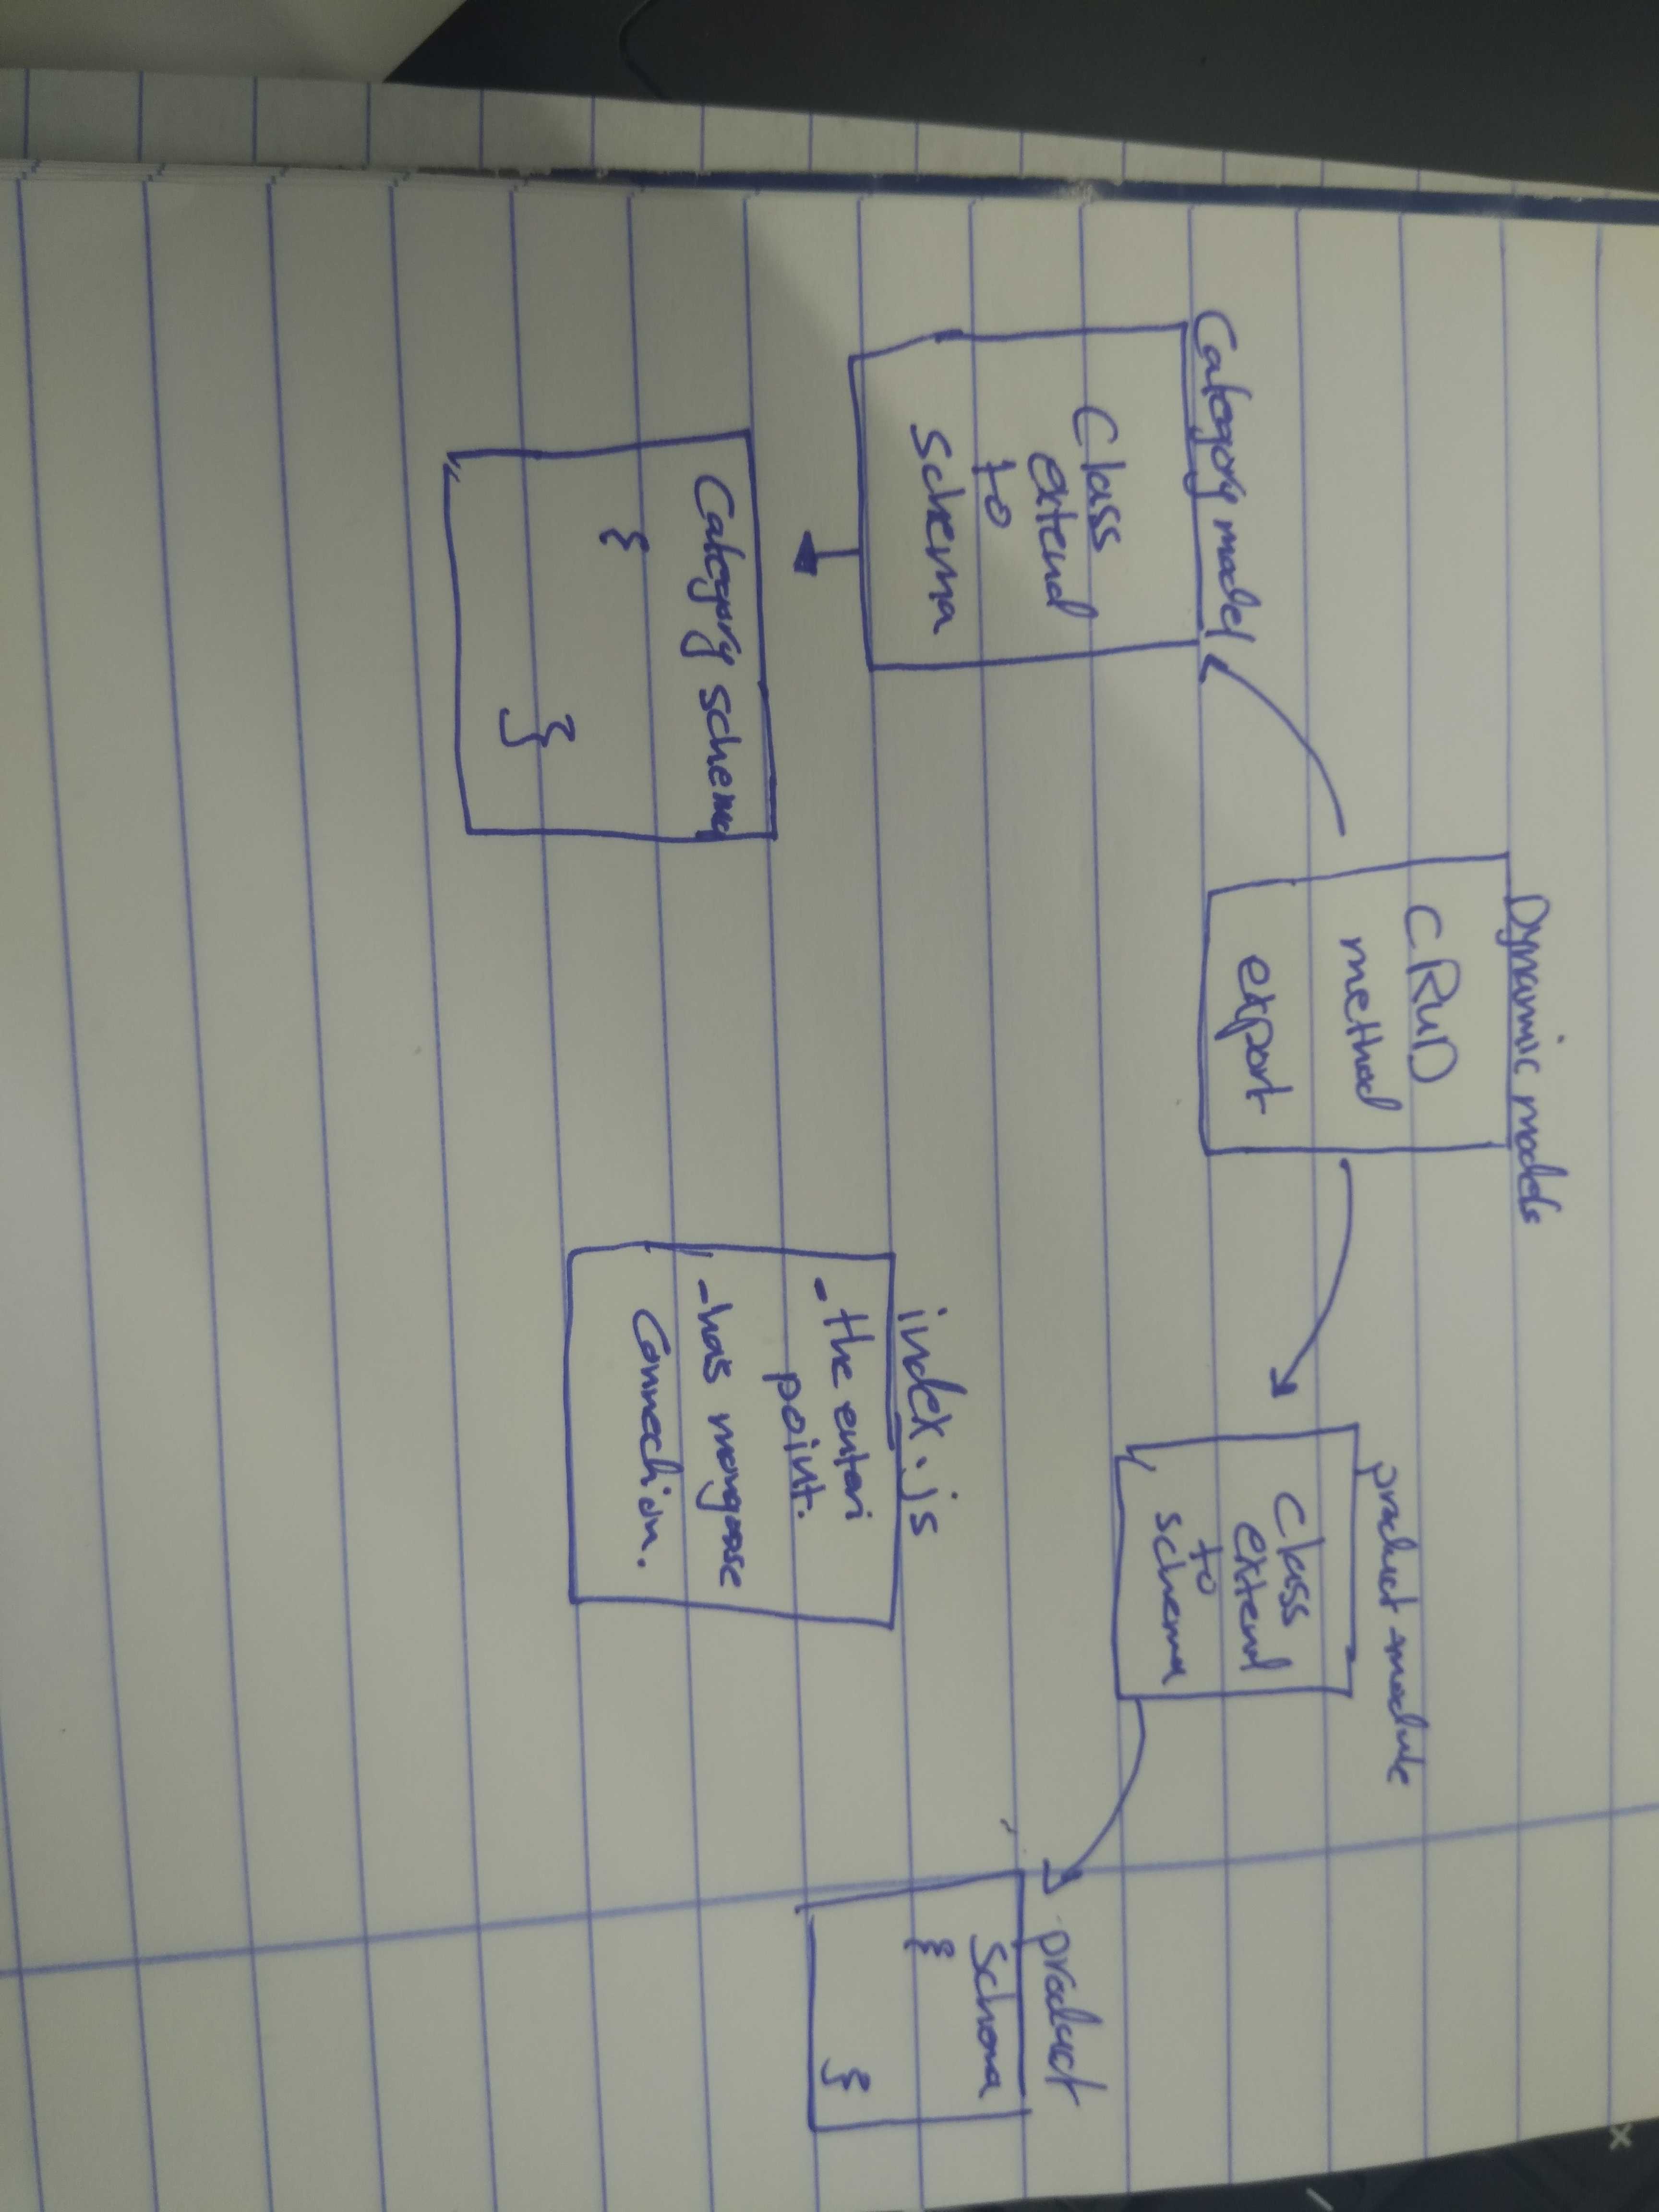 Dynamic models
CRUD
method
export
Category model
Class
extend
to
schema
Category schema
{
}
product module
class
extend
to
schema
product
Schema
{
}
index.js
- the enteri
point.
- has mongoose
Connection.